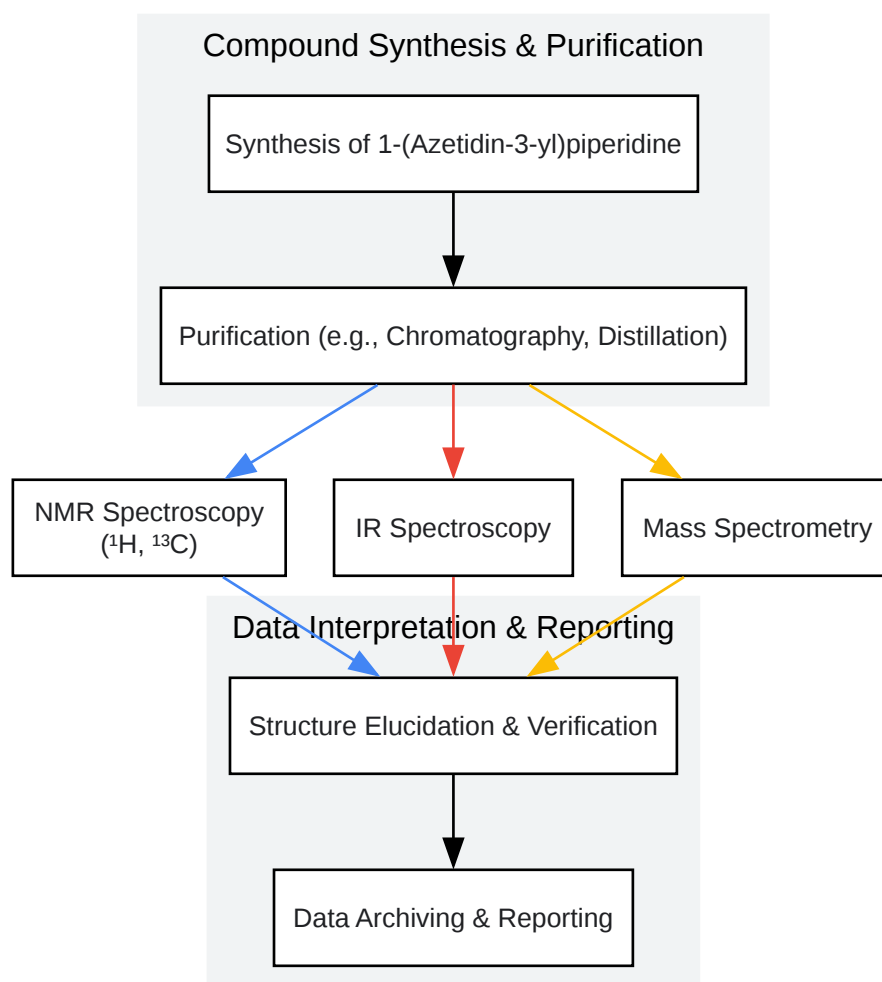 Compound Synthesis & Purification
Synthesis of 1-(Azetidin-3-yl)piperidine
Purification (e.g., Chromatography, Distillation)
NMR Spectroscopy
(¹H, ¹³C)
IR Spectroscopy
Mass Spectrometry
Data Interpretation & Reporting
Structure Elucidation & Verification
Data Archiving & Reporting